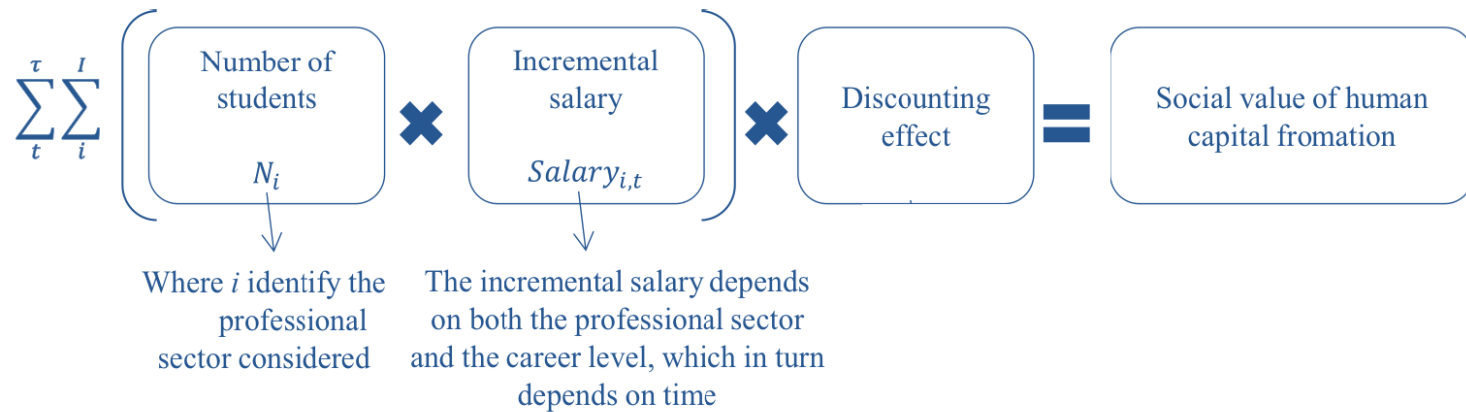 τ I
∑ ∑
t i
Number of
students
N_i
Incremental
salary
Salary_{i,t}
Discounting
effect
Social value of human
capital fromation
Where i identify the
professional
sector considered
The incremental salary depends
on both the professional sector
and the career level, which in turn
depends on time